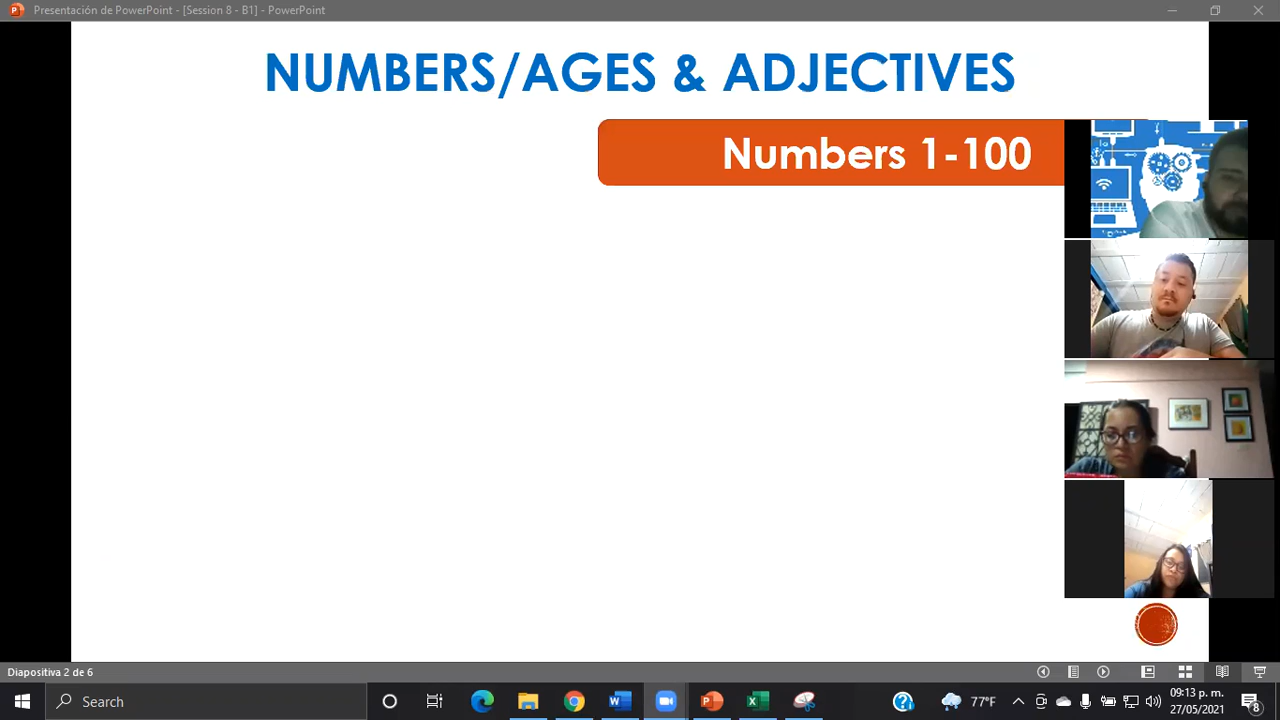 Presentación de PowerPoint - [Session 8 - B1] - PowerPoint
NUMBERS/AGES & ADJECTIVES
Numbers 1-100
Diapositiva 2 de 6
Search
77°F
09:13 p. m.
27/05/2021
8